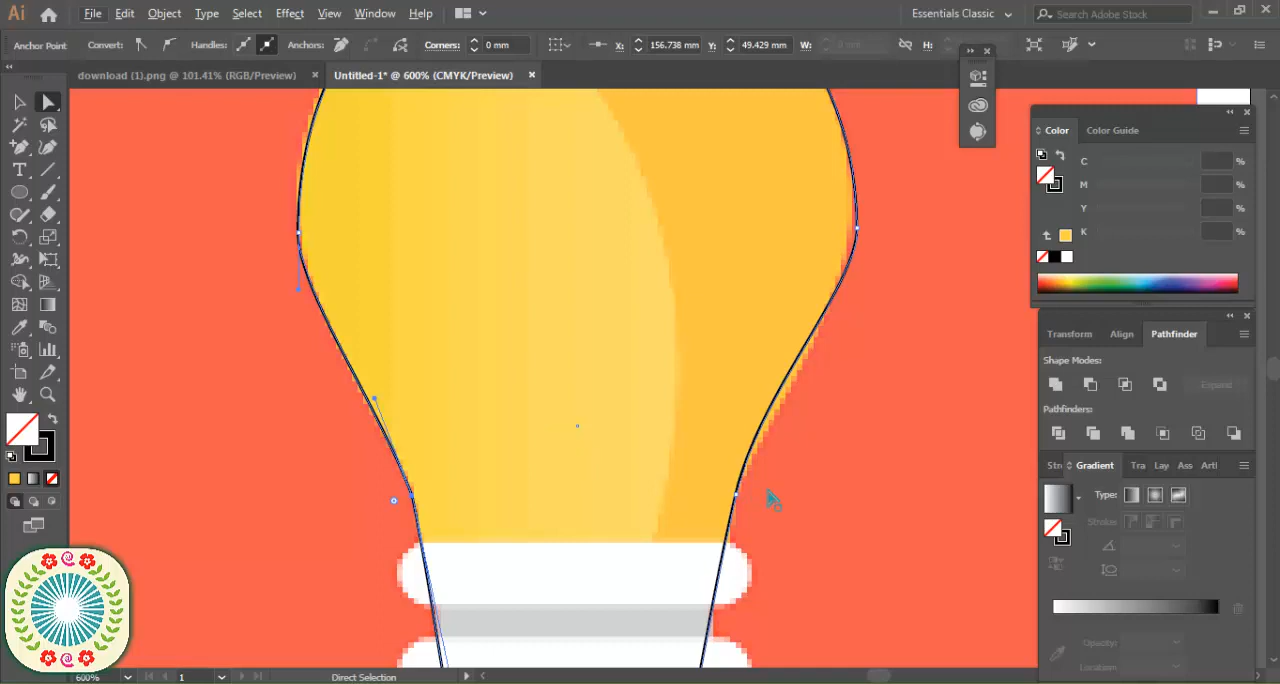 Ai File Edit Object Type Select Effect View Window Help Essentials Classic Search Adobe Stock
Anchor Point Convert: Handles: Anchors: Corners: 0 mm X: 156.738 mm Y: 49.429 mm W: 0 mm H:
download (1).png @ 101.41% (RGB/Preview) × Untitled-1* @ 600% (CMYK/Preview) ×
Color Color Guide
C %
M %
Y %
K %
Transform Align Pathfinder
Shape Modes:
Expand
Pathfinders:
Str Gradient Tra Lay Ass Artl
Type:
Stroke:
Opacity:
Location:
600% 1 Direct Selection